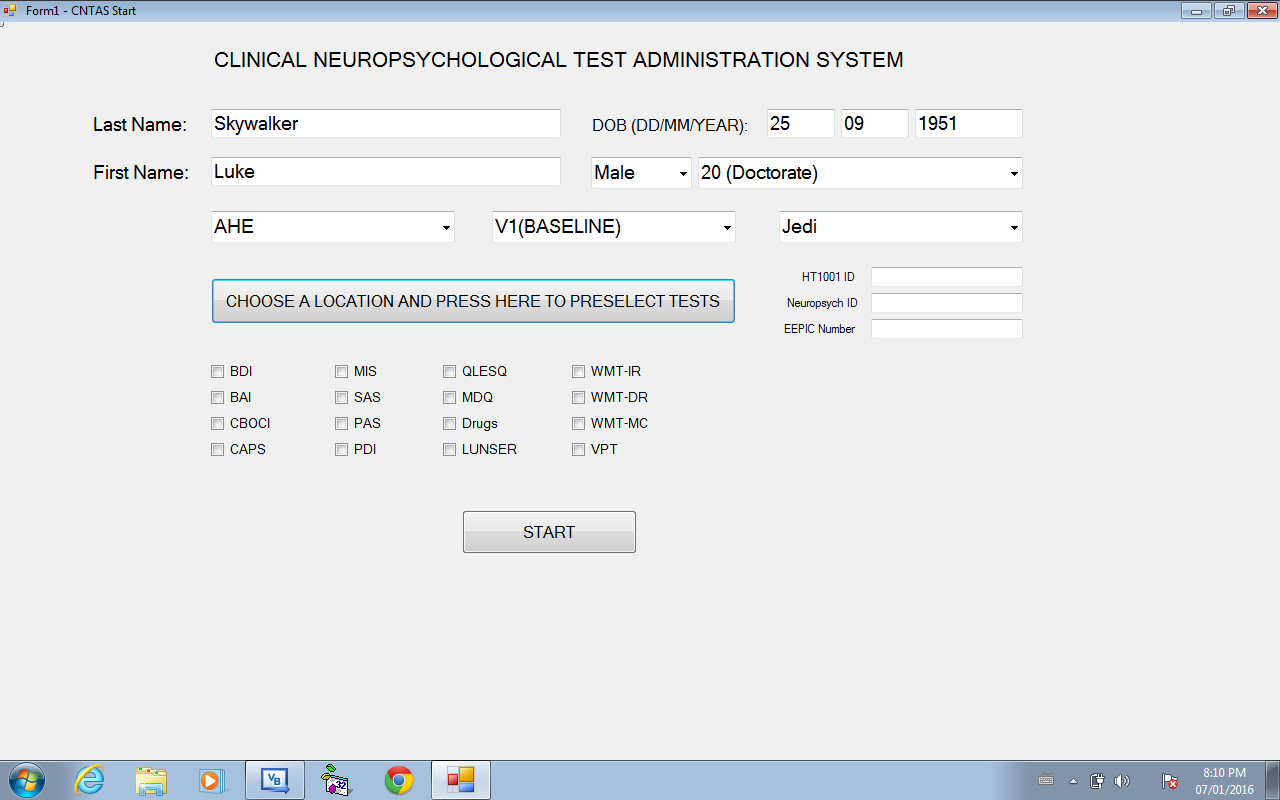 Form1 - CNTAS Start
CLINICAL NEUROPSYCHOLOGICAL TEST ADMINISTRATION SYSTEM
Last Name: Skywalker DOB (DD/MM/YEAR): 25 09 1951
First Name: Luke Male 20 (Doctorate)
AHE V1(BASELINE) Jedi
CHOOSE A LOCATION AND PRESS HERE TO PRESELECT TESTS
HT1001 ID
Neuropsych ID
EEPIC Number
BDI MIS QLESQ WMT-IR
BAI SAS MDQ WMT-DR
CBOCI PAS Drugs WMT-MC
CAPS PDI LUNSER VPT
START
VB 32
8:10 PM
07/01/2016